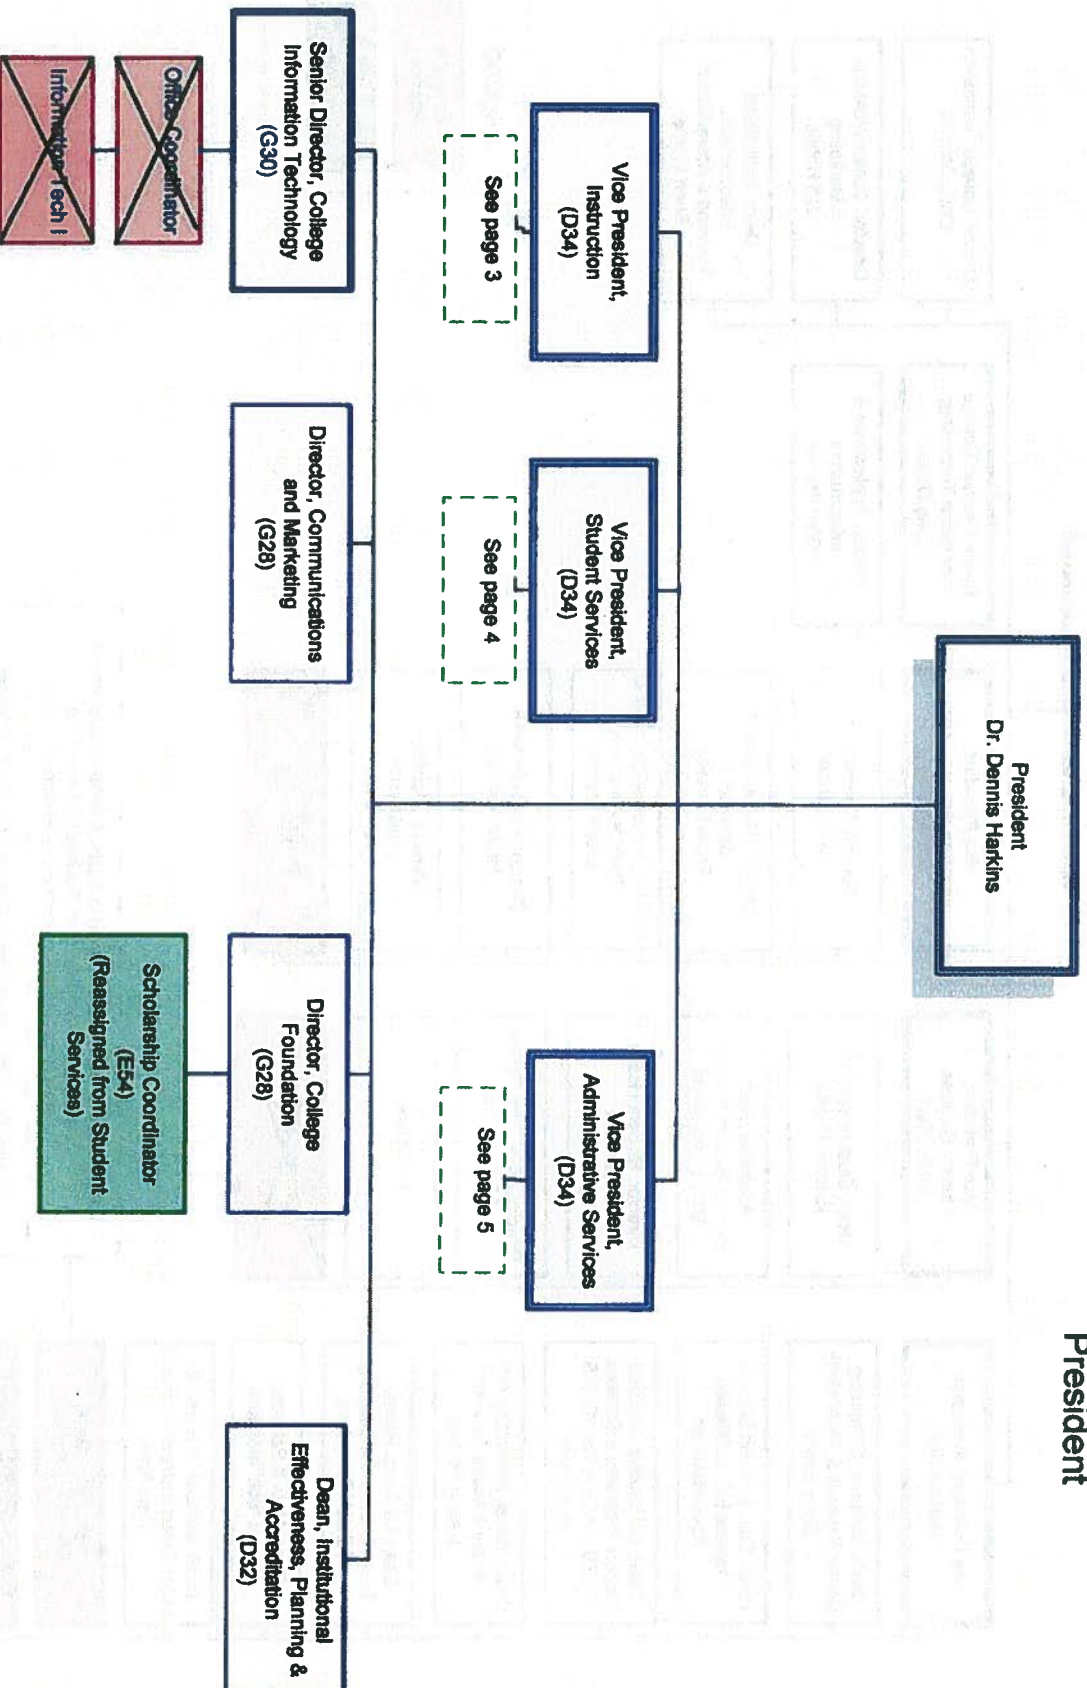 President
President
Dr. Dennis Harkins
Vice President,
Instruction
(D34)
See page 3
Vice President,
Student Services
(D34)
See page 4
Vice President,
Administrative Services
(D34)
See page 5
Senior Director, College
Information Technology
(G30)
Office Coordinator
Information Tech I
Director, Communications
and Marketing
(G28)
Director, College
Foundation
(G28)
Scholarship Coordinator
(E54)
(Reassigned from Student
Services)
Dean, Institutional
Effectiveness, Planning &
Accreditation
(D32)